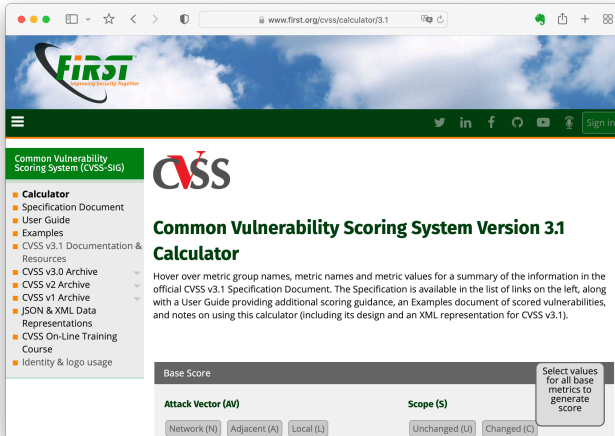 www.first.org/cvss/calculator/3.1
FiRST
Improving Security Together
Sign in
Common Vulnerability
Scoring System (CVSS-SIG)
Calculator
Specification Document
User Guide
Examples
CVSS v3.1 Documentation &
Resources
CVSS v3.0 Archive
CVSS v2 Archive
CVSS v1 Archive
JSON & XML Data
Representations
CVSS On-Line Training
Course
Identity & logo usage
CVSS
Common Vulnerability Scoring System Version 3.1
Calculator
Hover over metric group names, metric names and metric values for a summary of the information in the
official CVSS v3.1 Specification Document. The Specification is available in the list of links on the left, along
with a User Guide providing additional scoring guidance, an Examples document of scored vulnerabilities,
and notes on using this calculator (including its design and an XML representation for CVSS v3.1).
Base Score
Select values
for all base
metrics to
generate
score
Attack Vector (AV)
Network (N) Adjacent (A) Local (L)
Scope (S)
Unchanged (U) Changed (C)